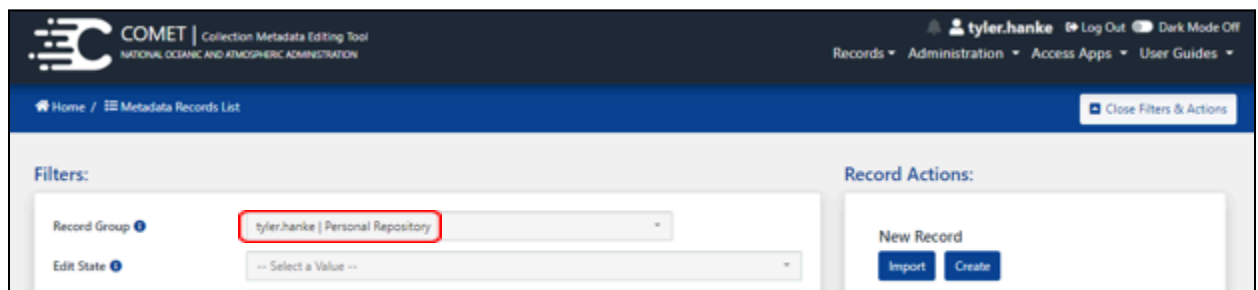 COMET | Collection Metadata Editing Tool
NATIONAL OCEANIC AND ATMOSPHERIC ADMINISTRATION
tyler.hanke Log Out Dark Mode Off
Records Administration Access Apps User Guides
Home / Metadata Records List
Close Filters & Actions
Filters:
Record Group
tyler.hanke | Personal Repository
Edit State
-- Select a Value --
Record Actions:
New Record
Import Create